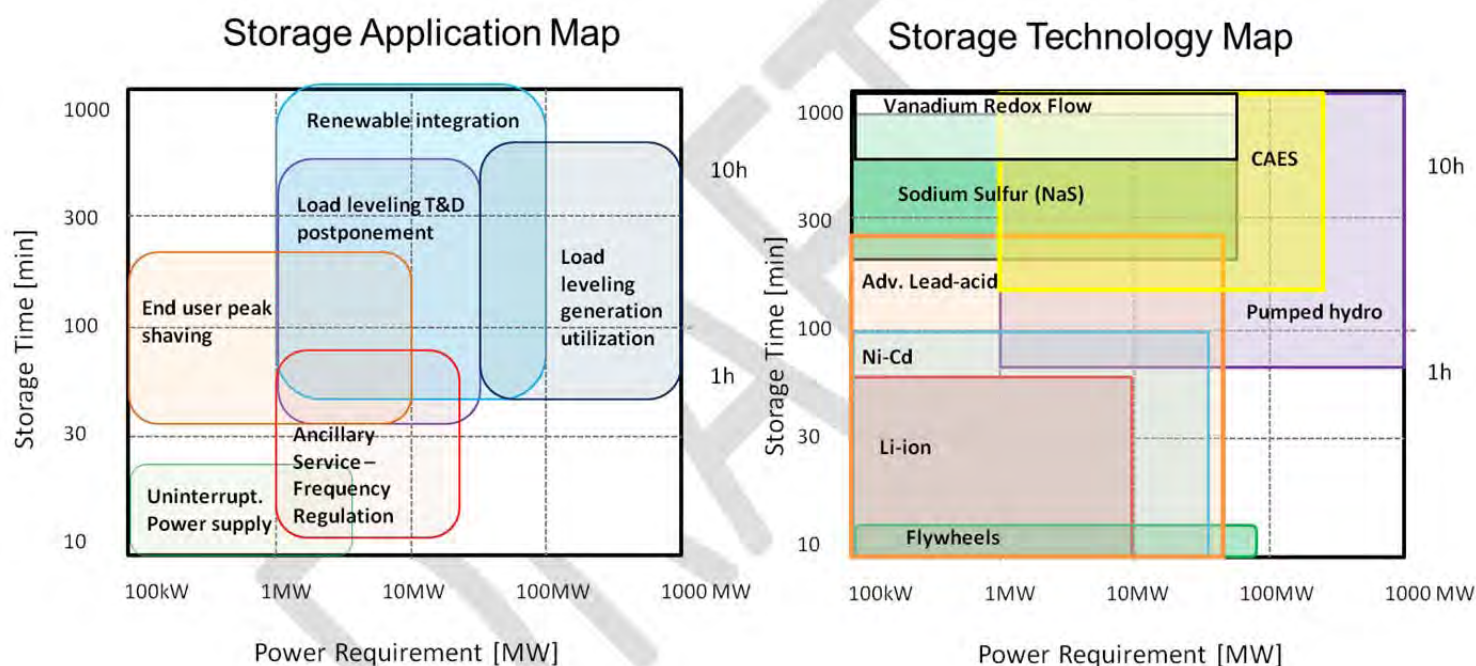 Storage Application Map
1000
300
100
30
10
Storage Time [min]
Renewable integration
Load leveling T&D
postponement
Load
leveling
generation
utilization
End user peak
shaving
Ancillary
Service –
Frequency
Regulation
Uninterrupt.
Power supply
10h
1h
100kW
1MW
10MW
100MW
1000 MW
Power Requirement [MW]
Storage Technology Map
1000
300
100
30
10
Storage Time [min]
Vanadium Redox Flow
CAES
Sodium Sulfur (NaS)
Adv. Lead-acid
Pumped hydro
Ni-Cd
Li-ion
Flywheels
10h
1h
100kW
1MW
10MW
100MW
1000 MW
Power Requirement [MW]